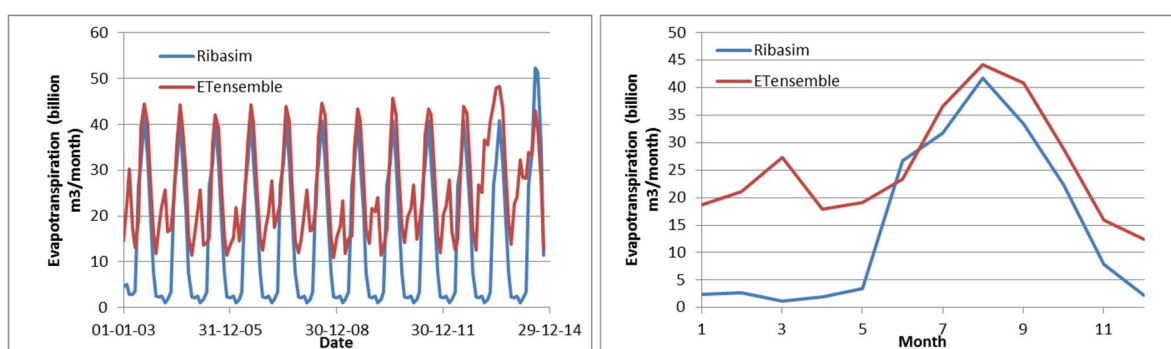 60
50
40
30
20
10
0
Evapotranspiration (billion
m3/month)
Ribasim
ETensemble
01-01-03
31-12-05
30-12-08
30-12-11
29-12-14
Date
50
45
40
35
30
25
20
15
10
5
0
Evapotranspiration (billion
m3/month)
Ribasim
ETensemble
1
3
5
7
9
11
Month